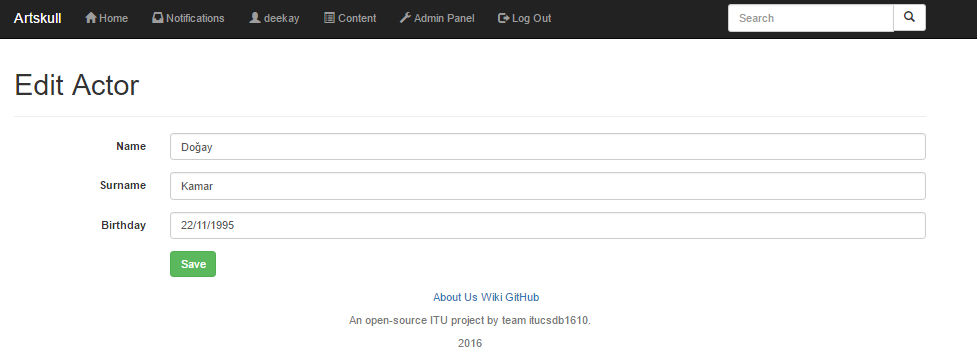 Artskull Home Notifications deekay Content Admin Panel Log Out Search
Edit Actor
Name Doğay
Surname Kamar
Birthday 22/11/1995
Save
About Us Wiki GitHub
An open-source ITU project by team itucsdb1610.
2016